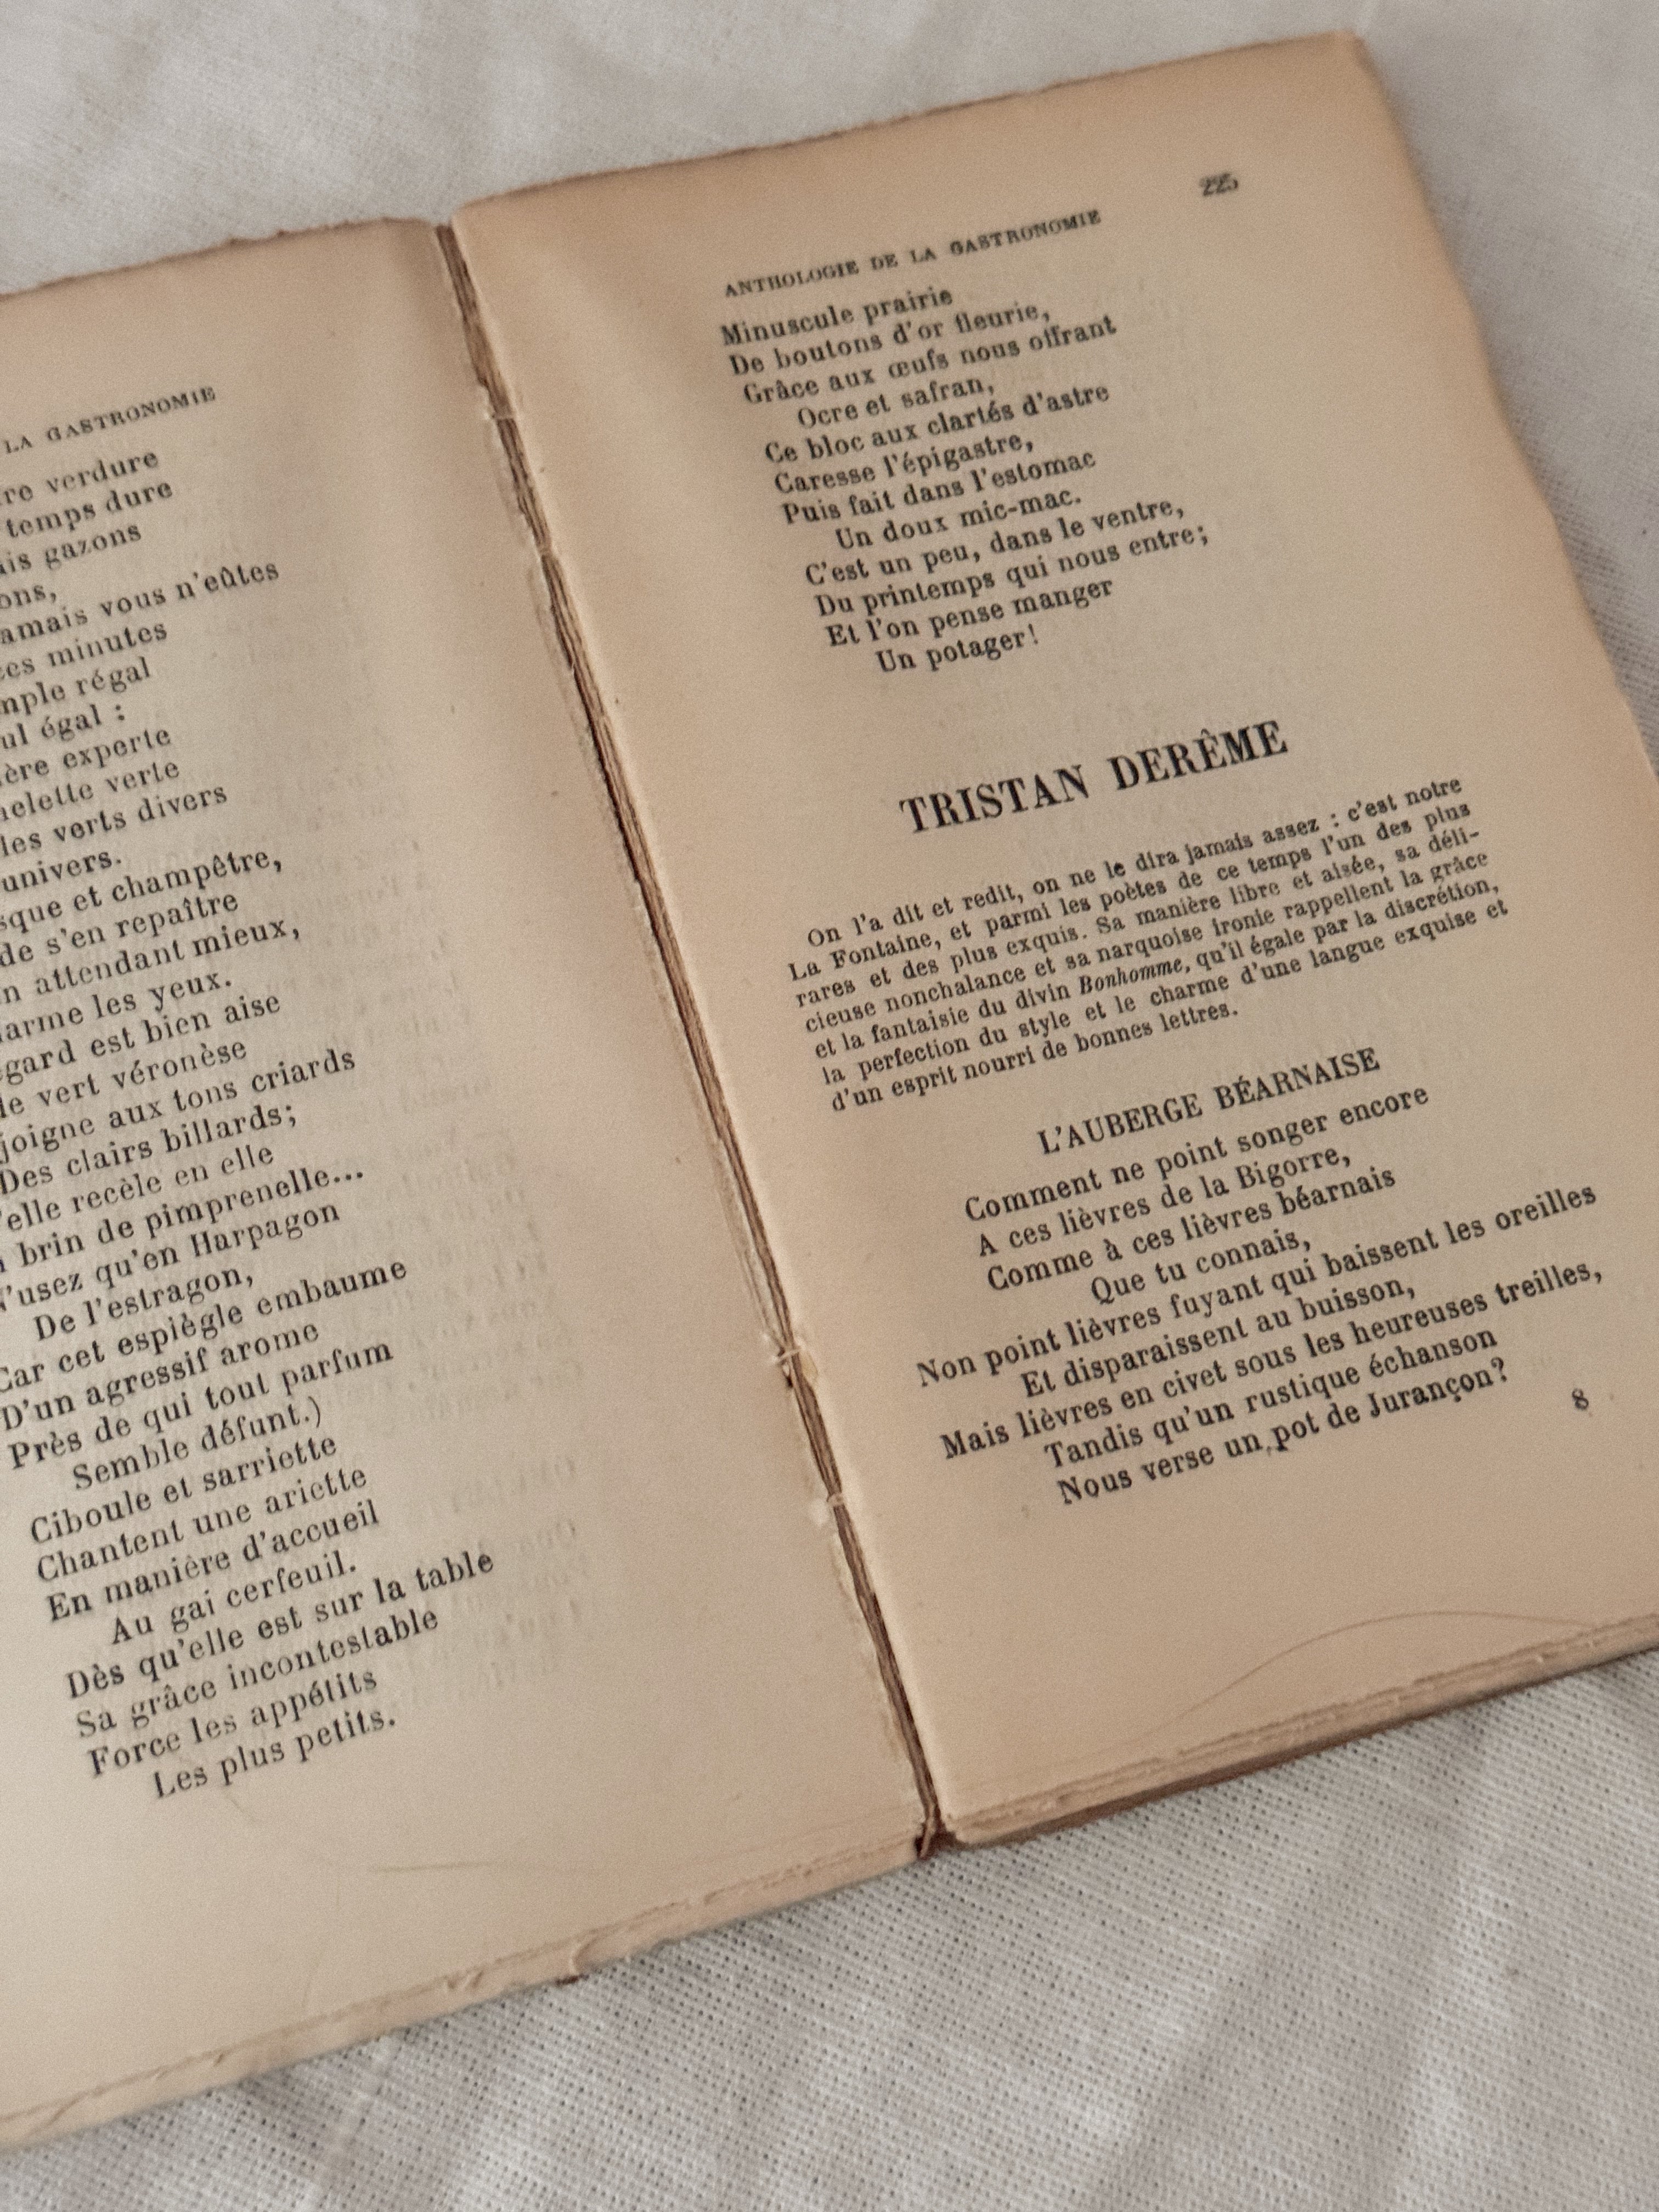 LA GASTRONOMIE
verdure
temps dure
gazons
vous n'eûtes
minutes
régal
égal :
experte
verte
les verts divers
univers.
et champêtre,
de s'en repaître
attendant mieux,
les yeux.
est bien aise
vert véronèse
joigne aux tons criards
Des clairs billards;
elle recèle en elle
brin de pimprenelle...
N'usez qu'en Harpagon
De l'estragon,
Car cet espiègle embaume
D'un agressif arome
Près de qui tout parfum
Semble défunt.)
Ciboule et sarriette
Chantent une ariette
En manière d'accueil
Au gai cerfeuil.
Dès qu'elle est sur la table
Sa grâce incontestable
Force les appétits
Les plus petits.
ANTHOLOGIE DE LA GASTRONOMIE 225
Minuscule prairie
De boutons d'or fleurie,
Grâce aux œufs nous offrant
Ocre et safran,
Ce bloc aux clartés d'astre
Caresse l'épigastre,
Puis fait dans l'estomac
Un doux mic-mac.
C'est un peu, dans le ventre,
Du printemps qui nous entre;
Et l'on pense manger
Un potager!
TRISTAN DERÊME
On l'a dit et redit, on ne le dira jamais assez : c'est notre
La Fontaine, et parmi les poètes de ce temps l'un des plus
rares et des plus exquis. Sa manière libre et aisée, sa déli-
cieuse nonchalance et sa narquoise ironie rappellent la grâce
et la fantaisie du divin Bonhomme, qu'il égale par la discrétion,
la perfection du style et le charme d'une langue exquise et
d'un esprit nourri de bonnes lettres.
L'AUBERGE BÉARNAISE
Comment ne point songer encore
A ces lièvres de la Bigorre,
Comme à ces lièvres béarnais
Que tu connais,
Non point lièvres fuyant qui baissent les oreilles
Et disparaissent au buisson,
Mais lièvres en civet sous les heureuses treilles,
Tandis qu'un rustique échanson
Nous verse un pot de Jurançon?
8